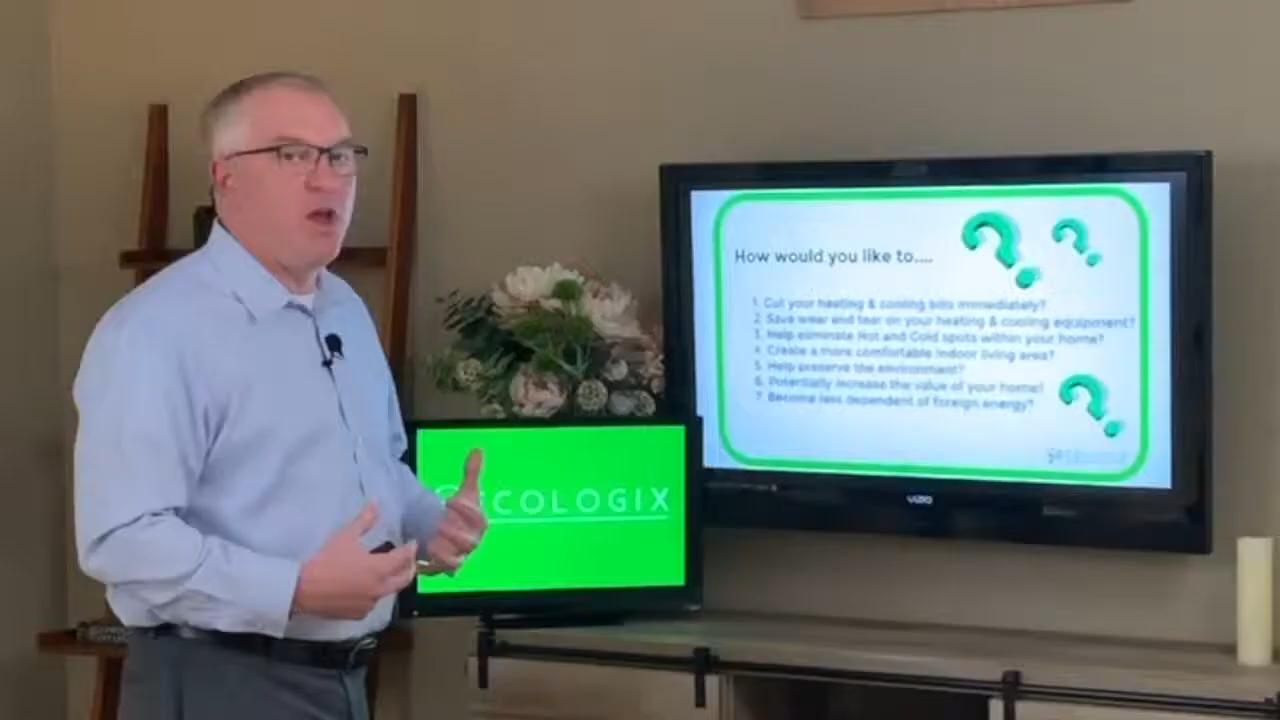 How would you like to....
1. Cut your heating & cooling bills immediately?
2. Save wear and tear on your heating & cooling equipment?
3. Help eliminate Hot and Cold spots within your home?
4. Create a more comfortable indoor living area?
5. Help preserve the environment?
6. Potentially increase the value of your home?
7. Become less dependent of foreign energy?
COLOGIX
VIZIO